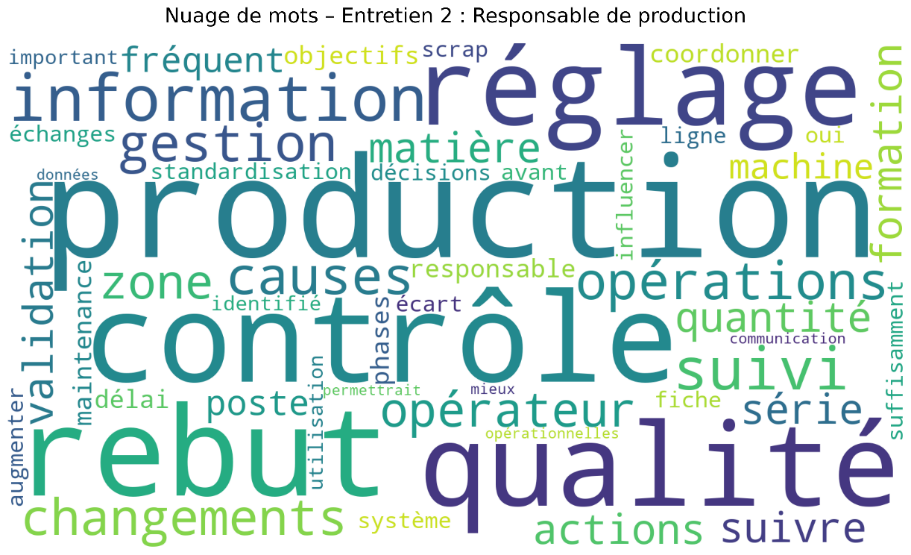 Nuage de mots – Entretien 2 : Responsable de production
important
fréquent
objectifs
scrap
coordonner
information
réglage
formation
échanges
gestion
matière
influencer
ligne
oui
données
standardisation
décisions
avant
machine
production
validation
maintenance
zone
causes
responsable
opérations
identifié
phases
écart
quantité
contrôle
communication
suivi
suffisamment
augmenter
délai
poste
utilisation
permettrait
mieux
opérateur
fiche
série
rebut
qualité
opérationnelles
changements
système
actions
suivre